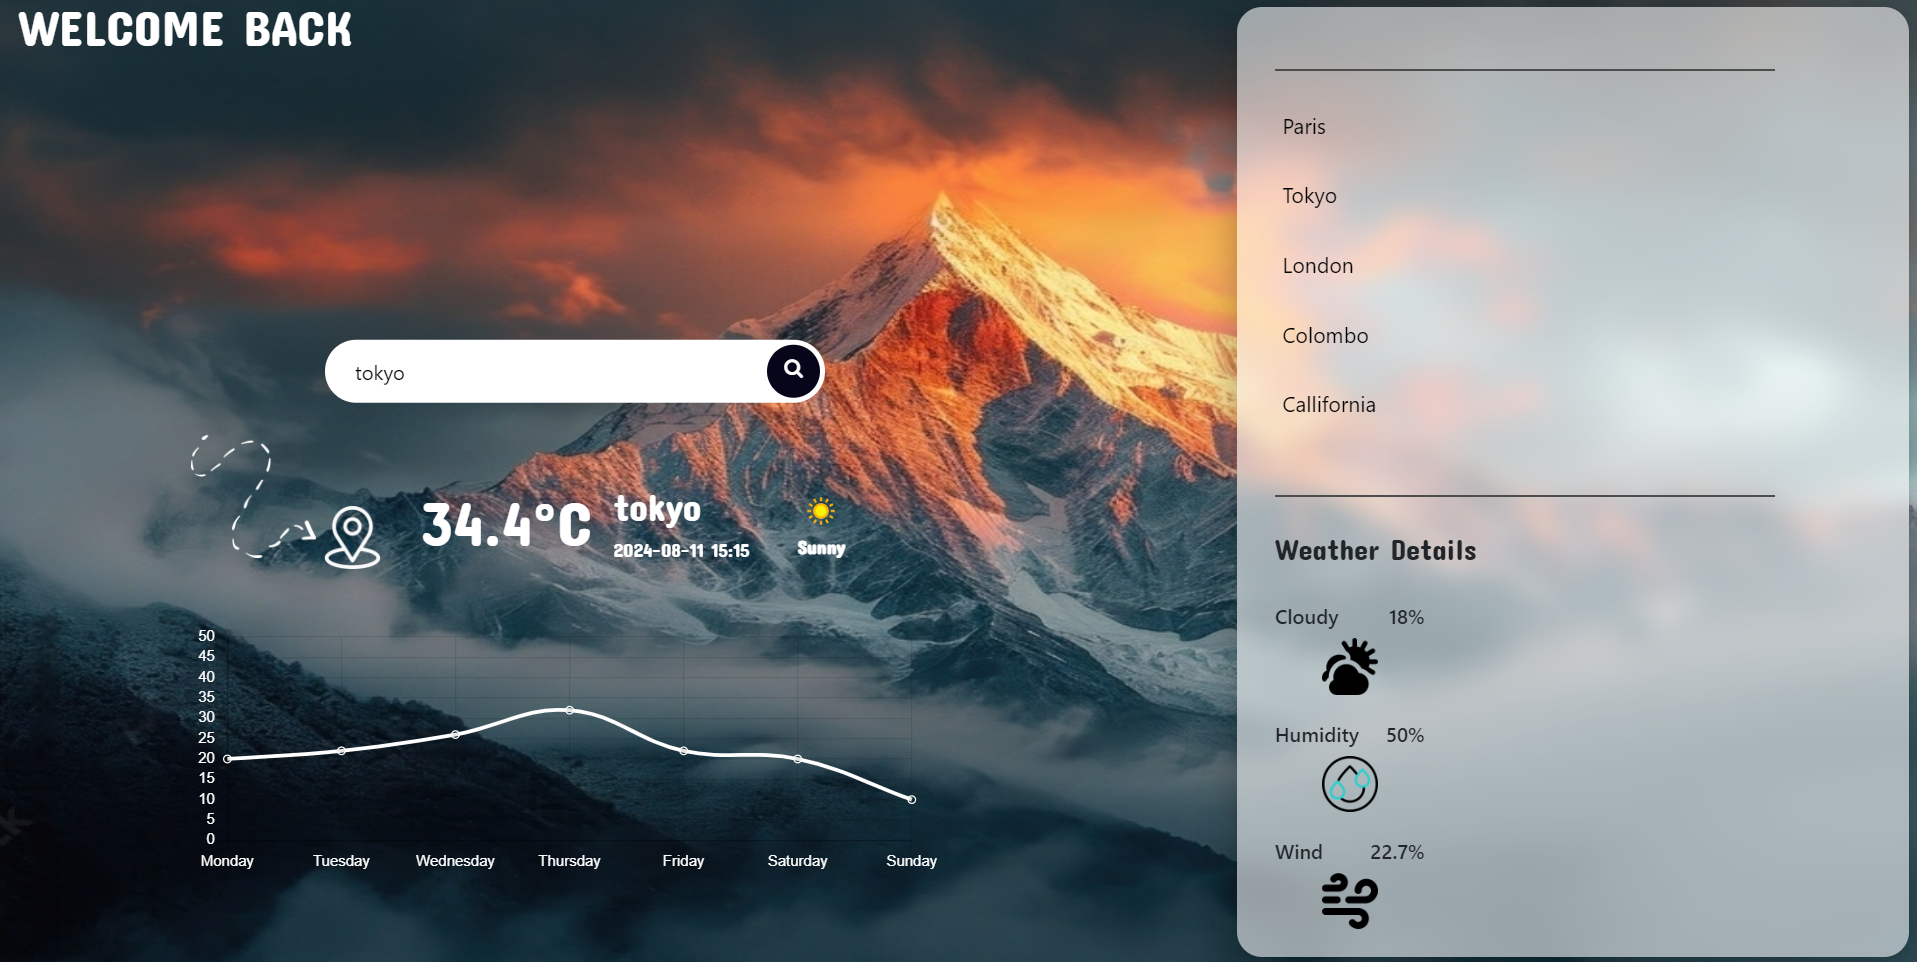 WELCOME BACK
tokyo
34.4°C
tokyo
2024-08-11 15:15
Sunny
50
45
40
35
30
25
20
15
10
5
0
Monday Tuesday Wednesday Thursday Friday Saturday Sunday
Paris
Tokyo
London
Colombo
Callifornia
Weather Details
Cloudy 18%
Humidity 50%
Wind 22.7%